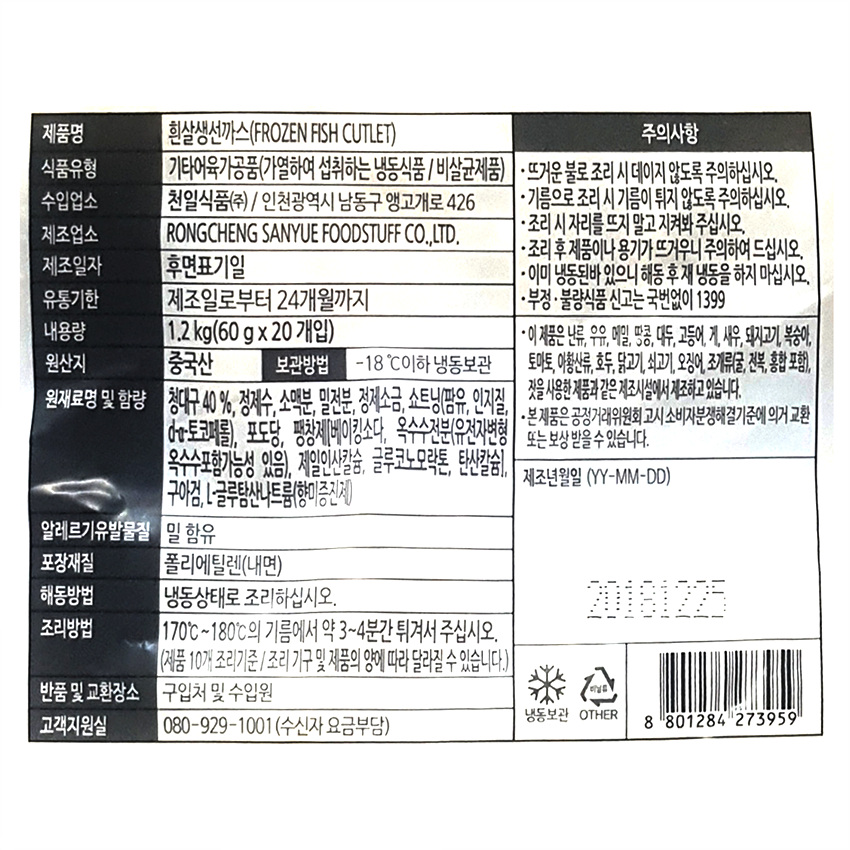 제품명 흰살생선까스(FROZEN FISH CUTLET)
식품유형 기타어육가공품(가열하여 섭취하는 냉동식품 / 비살균제품)
수입업소 천일식품㈜ / 인천광역시 남동구 앵고개로 426
제조업소 RONGCHENG SANYUE FOODSTUFF CO.,LTD.
제조일자 후면표기일
유통기한 제조일로부터 24개월까지
내용량 1.2 kg(60 g x 20 개입)
원산지 중국산 보관방법 -18 ℃이하 냉동보관
원재료명 및 함량 청대구 40 %, 정제수, 소맥분, 밀전분, 정제소금, 쇼트닝(팜유, 인지질,
d-α-토코페롤), 포도당, 팽창제[베이킹소다, 옥수수전분(유전자변형
옥수수포함가능성 있음), 제일인산칼슘, 글루코노락톤, 탄산칼슘],
구아검, L-글루탐산나트륨(향미증진제)
알레르기유발물질 밀 함유
포장재질 폴리에틸렌(내면)
해동방법 냉동상태로 조리하십시오.
조리방법 170℃~180℃의 기름에서 약 3~4분간 튀겨서 주십시오.
(제품 10개 조리기준 / 조리 기구 및 제품의 양에 따라 달라질 수 있습니다.)
반품 및 교환장소 구입처 및 수입원
고객지원실 080-929-1001(수신자 요금부담)
주의사항
· 뜨거운 불로 조리 시 데이지 않도록 주의하십시오.
· 기름으로 조리 시 기름이 튀지 않도록 주의하십시오.
· 조리 시 자리를 뜨지 말고 지켜봐 주십시오.
· 조리 후 제품이나 용기가 뜨거우니 주의하여 드십시오.
· 이미 냉동된바 있으니 해동 후 재 냉동을 하지 마십시오.
· 부정 · 불량식품 신고는 국번없이 1399
· 이 제품은 난류, 우유, 메밀, 땅콩, 대두, 고등어, 게, 새우, 돼지고기, 복숭아,
토마토, 아황산류, 호두, 닭고기, 쇠고기, 오징어, 조개류(굴, 전복, 홍합 포함),
잣을 사용한 제품과 같은 제조시설에서 제조하고 있습니다.
· 본 제품은 공정거래위원회 고시 소비자분쟁해결기준에 의거 교환
또는 보상 받을 수 있습니다.
제조년월일 (YY-MM-DD)
20181225
냉동보관
비닐류
OTHER
8 801284 273959